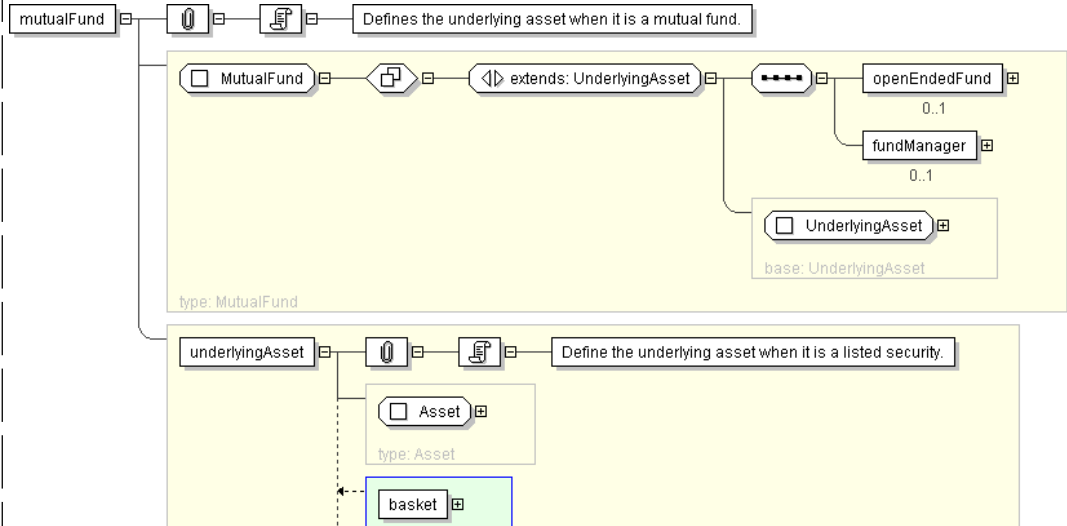 mutualFund
Defines the underlying asset when it is a mutual fund.
MutualFund
extends: UnderlyingAsset
openEndedFund
0..1
fundManager
0..1
UnderlyingAsset
base: UnderlyingAsset
type: MutualFund
underlyingAsset
Define the underlying asset when it is a listed security.
Asset
type: Asset
basket